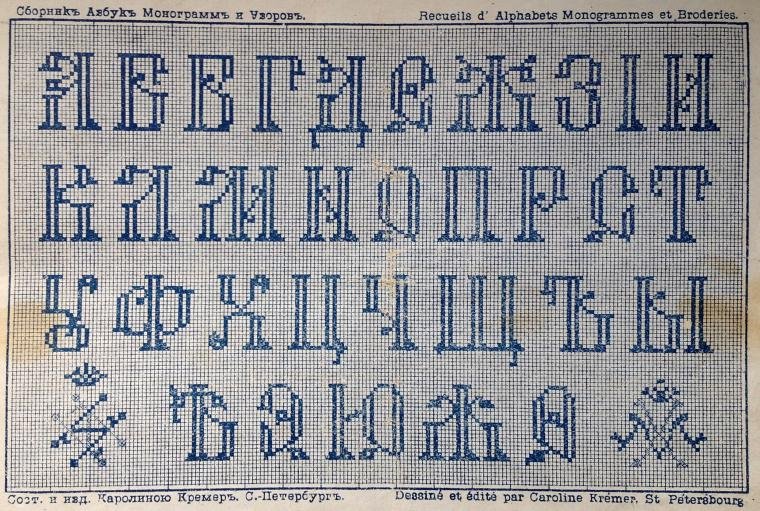 Сборникъ Азбукъ Монограммъ и Узоровъ. Recueils d' Alphabets Monogrammes et Broderies.
А Б В Г Д Е Ж З І И
К Л М Н О П Р С Т
У Ф Х Ц Ч Щ Ъ Ы
Ѣ Э Ю Ѳ
Сост. и изд. Каролиною Кремеръ. С.-Петербургъ. Dessiné et édité par Caroline Krémer, St Pétersbourg